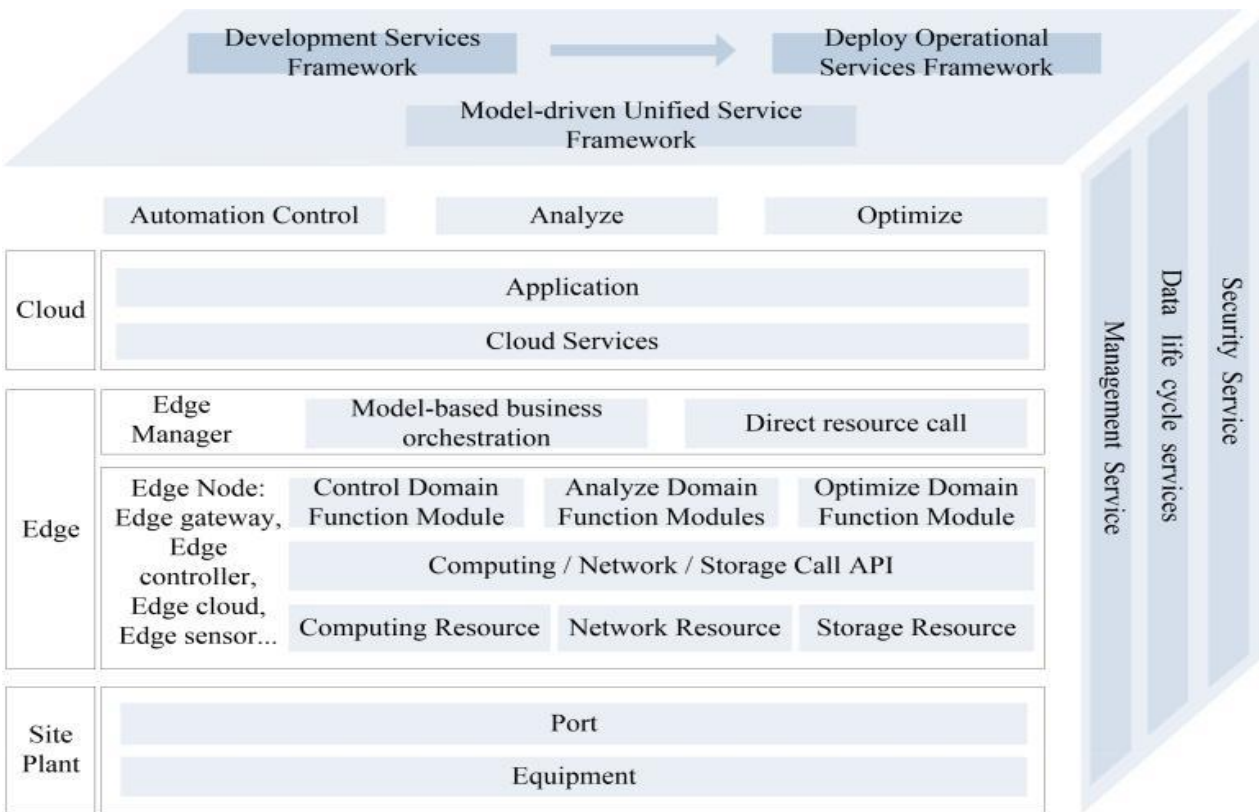 Development Services
Framework
Deploy Operational
Services Framework
Model-driven Unified Service
Framework
Automation Control
Analyze
Optimize
Cloud
Application
Cloud Services
Edge
Edge
Manager
Model-based business
orchestration
Direct resource call
Edge Node:
Edge gateway,
Edge
controller,
Edge cloud,
Edge sensor...
Control Domain
Function Module
Analyze Domain
Function Modules
Optimize Domain
Function Module
Computing / Network / Storage Call API
Computing Resource
Network Resource
Storage Resource
Site
Plant
Port
Equipment
Management Service
Data life cycle services
Security Service